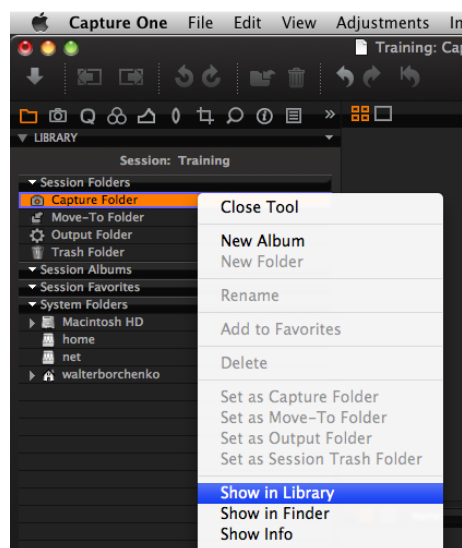 Capture One File Edit View Adjustments
Training:
LIBRARY
Session: Training
Session Folders
Capture Folder
Move-To Folder
Output Folder
Trash Folder
Session Albums
Session Favorites
System Folders
Macintosh HD
home
net
walterborchenko
Close Tool
New Album
New Folder
Rename
Add to Favorites
Delete
Set as Capture Folder
Set as Move-To Folder
Set as Output Folder
Set as Session Trash Folder
Show in Library
Show in Finder
Show Info